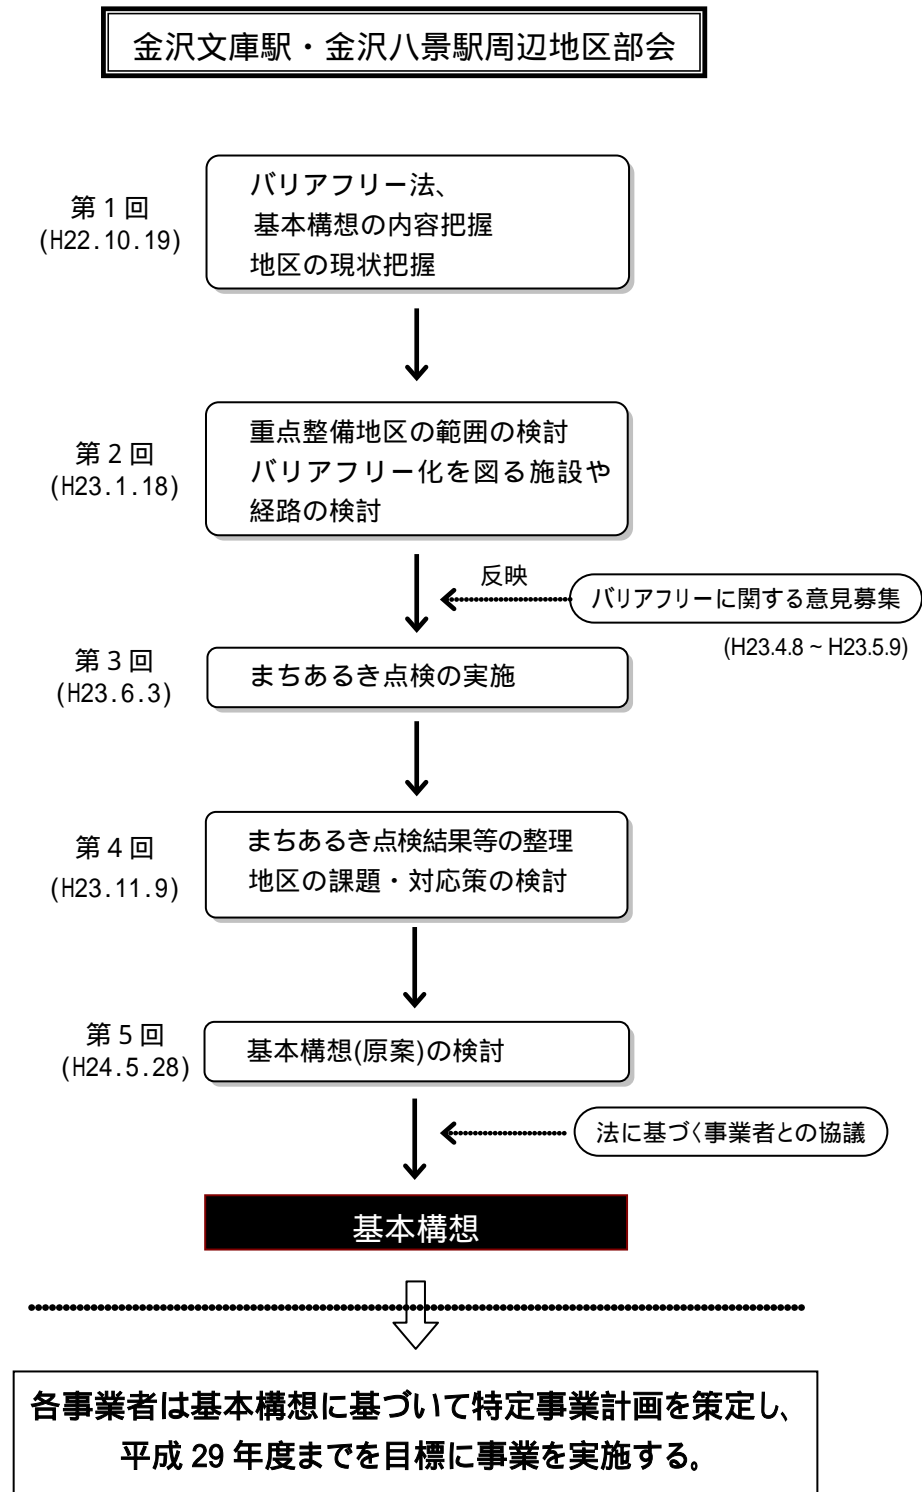 金沢文庫駅・金沢八景駅周辺地区部会
第1回
(H22.10.19)
バリアフリー法、
基本構想の内容把握
地区の現状把握
第2回
(H23.1.18)
重点整備地区の範囲の検討
バリアフリー化を図る施設や
経路の検討
反映
バリアフリーに関する意見募集
(H23.4.8 ~ H23.5.9)
第3回
(H23.6.3)
まちあるき点検の実施
第4回
(H23.11.9)
まちあるき点検結果等の整理
地区の課題・対応策の検討
第5回
(H24.5.28)
基本構想(原案)の検討
法に基づく事業者との協議
基本構想
各事業者は基本構想に基づいて特定事業計画を策定し、
平成 29 年度までを目標に事業を実施する。